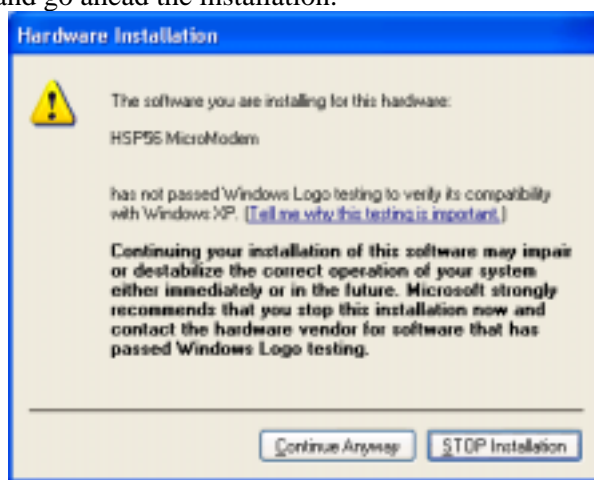 and go ahead the installation.
Hardware Installation
The software you are installing for this hardware:
HSP56 MicroModem
has not passed Windows Logo testing to verify its compatibility
with Windows XP. (Tell me why this testing is important.)
Continuing your installation of this software may impair
or destabilize the correct operation of your system
either immediately or in the future. Microsoft strongly
recommends that you stop this installation now and
contact the hardware vendor for software that has
passed Windows Logo testing.
Continue Anyway
STOP Installation